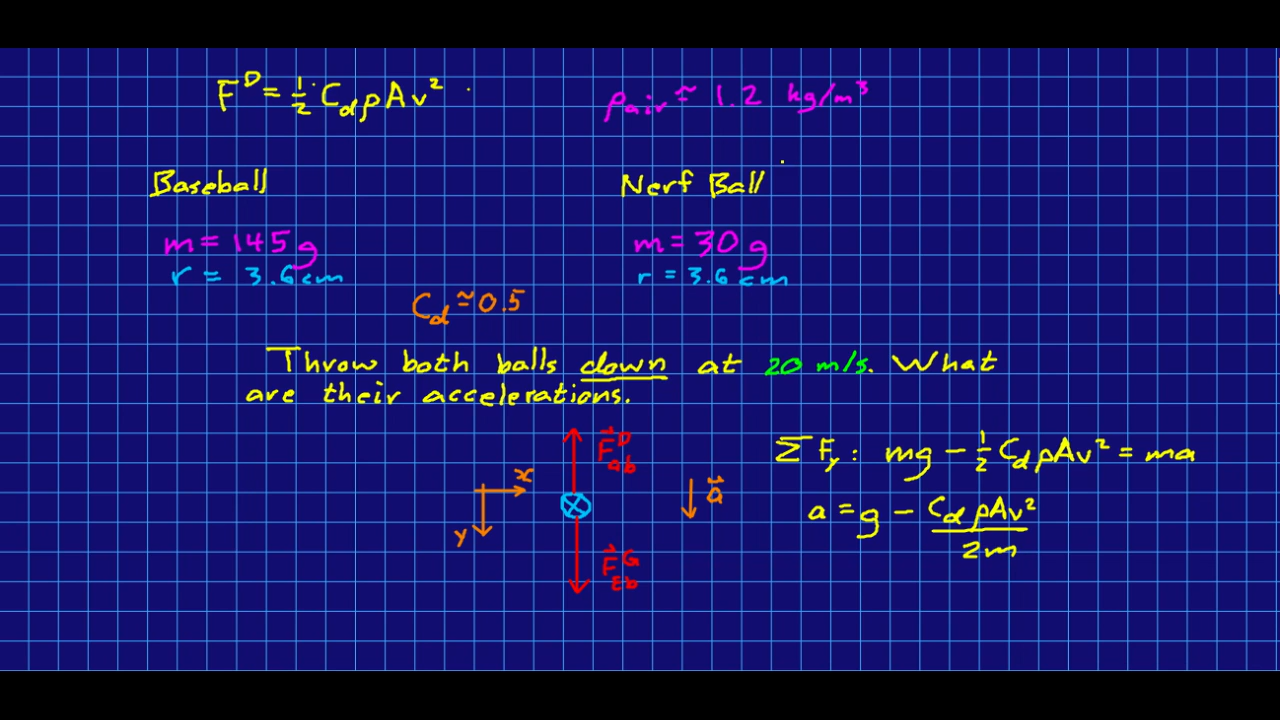 F^D = ½ C_d ρ A v²
ρ_air ≈ 1.2 kg/m³
Baseball
Nerf Ball
m = 145 g
m = 30 g
r = 3.6 cm
r = 3.6 cm
C_d ≈ 0.5
Throw both balls down at 20 m/s. What
are their accelerations.
F⃗^D_ab
x
a⃗
y
F⃗^G_Eb
Σ F_y : mg - ½ C_d ρ A v² = ma
a = g - C_d ρ A v² / 2m